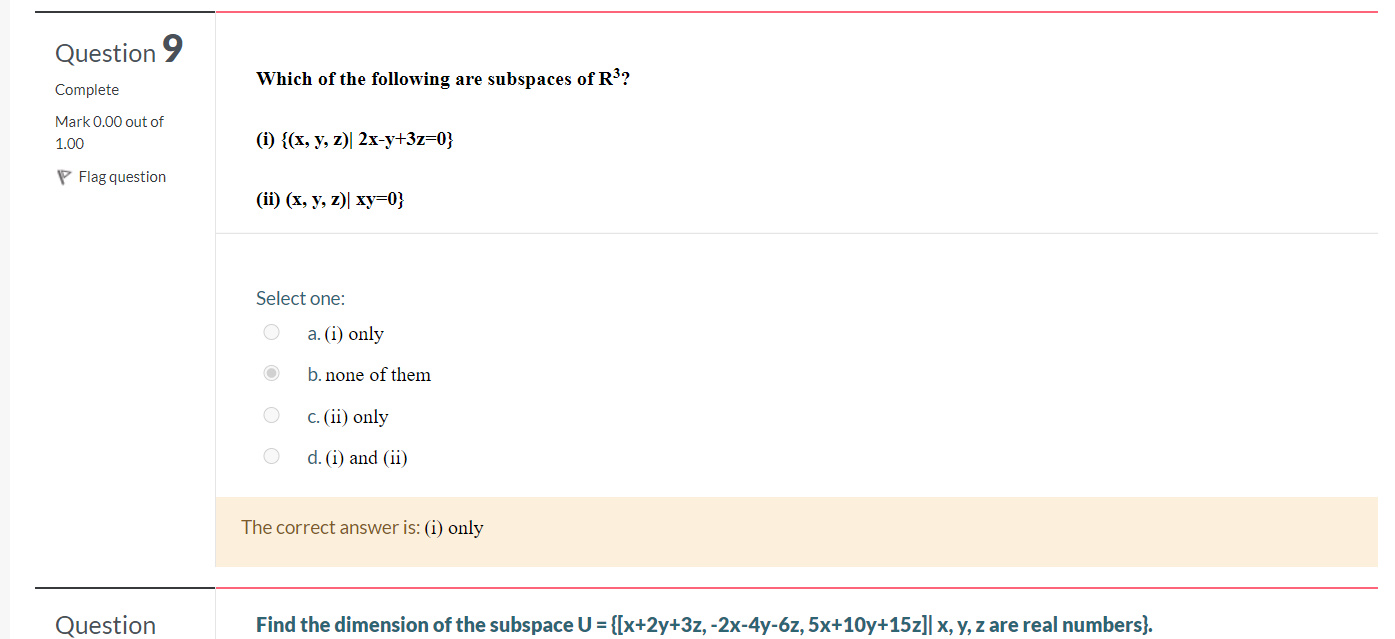 Question 9
Complete
Mark 0.00 out of
1.00
Flag question
Which of the following are subspaces of R³?
(i) {(x, y, z)| 2x-y+3z=0}
(ii) (x, y, z)| xy=0}
Select one:
a. (i) only
b. none of them
c. (ii) only
d. (i) and (ii)
The correct answer is: (i) only
Question
Find the dimension of the subspace U = {[x+2y+3z, -2x-4y-6z, 5x+10y+15z]| x, y, z are real numbers}.